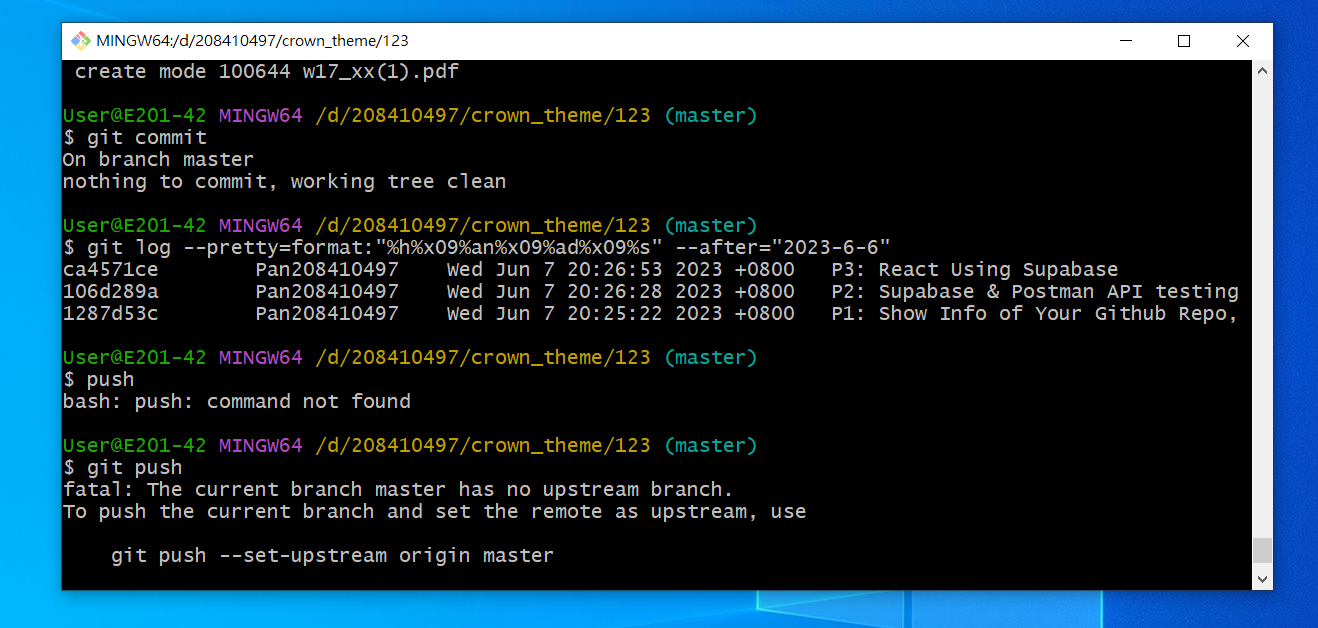 MINGW64:/d/208410497/crown_theme/123
create mode 100644 w17_xx(1).pdf
User@E201-42 MINGW64 /d/208410497/crown_theme/123 (master)
$ git commit
On branch master
nothing to commit, working tree clean
User@E201-42 MINGW64 /d/208410497/crown_theme/123 (master)
$ git log --pretty=format:"%h%x09%an%x09%ad%x09%s" --after="2023-6-6"
ca4571ce        Pan208410497    Wed Jun 7 20:26:53 2023 +0800   P3: React Using Supabase
106d289a        Pan208410497    Wed Jun 7 20:26:28 2023 +0800   P2: Supabase & Postman API testing
1287d53c        Pan208410497    Wed Jun 7 20:25:22 2023 +0800   P1: Show Info of Your Github Repo,
User@E201-42 MINGW64 /d/208410497/crown_theme/123 (master)
$ push
bash: push: command not found
User@E201-42 MINGW64 /d/208410497/crown_theme/123 (master)
$ git push
fatal: The current branch master has no upstream branch.
To push the current branch and set the remote as upstream, use
git push --set-upstream origin master